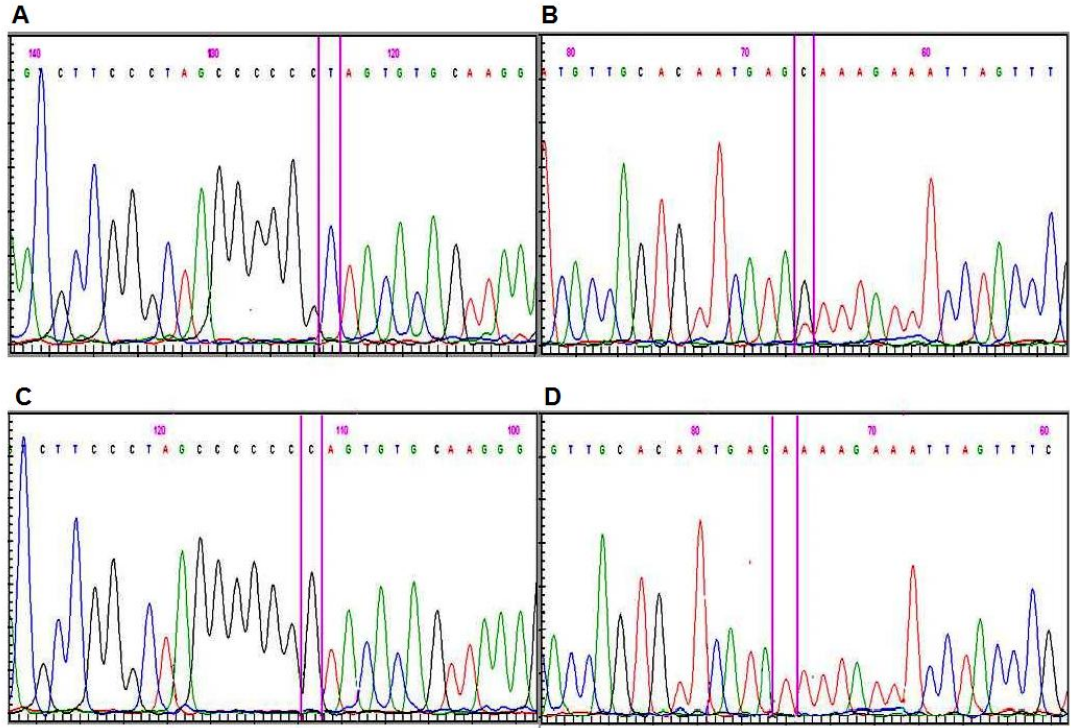 A
140 130 120
G C T T C C C T A G C C C C C C T A G T G T G C A A G G
B
80 70 60
A T G T T G C A C A A T G A G C A A A G A A A T T A G T T T
C
120 110 100
C T T C C C T A G C C C C C C C A G T G T G C A A G G G
D
80 70 60
G T T G C A C A A T G A G A A A A G A A A T T A G T T T C